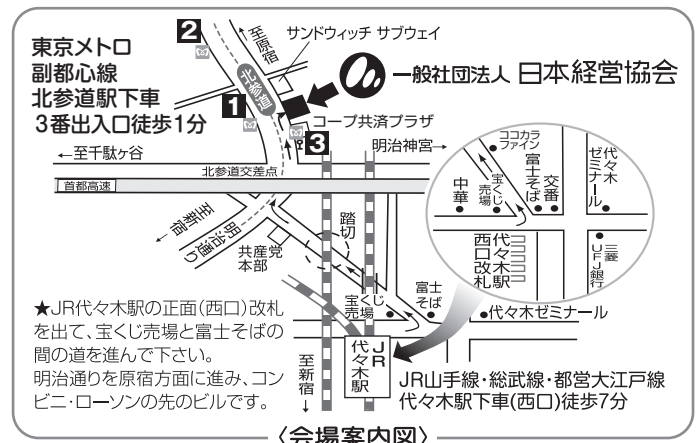 東京メトロ
副都心線
北参道駅下車
3番出入口徒歩1分
2
至原宿
サンドウィッチ サブウェイ
北参道
一般社団法人 日本経営協会
1
コープ共済プラザ
3
←至千駄ヶ谷
明治神宮→
北参道交差点
首都高速
至新宿
明治通り
共産党
本部
踏切
宝くじ
売場
富士
そば
代々木ゼミナール
ココカラ
ファイン
中華
宝くじ
売場
富士そば
交番
代々木
ゼミナール
代々木駅
西口改札
三菱
UFJ銀行
★JR代々木駅の正面(西口)改札
を出て、宝くじ売場と富士そばの
間の道を進んで下さい。
明治通りを原宿方面に進み、コン
ビニ・ローソンの先のビルです。
至新宿
↓
JR
代々木駅
JR山手線・総武線・都営大江戸線
代々木駅下車(西口)徒歩7分
〈会場案内図〉